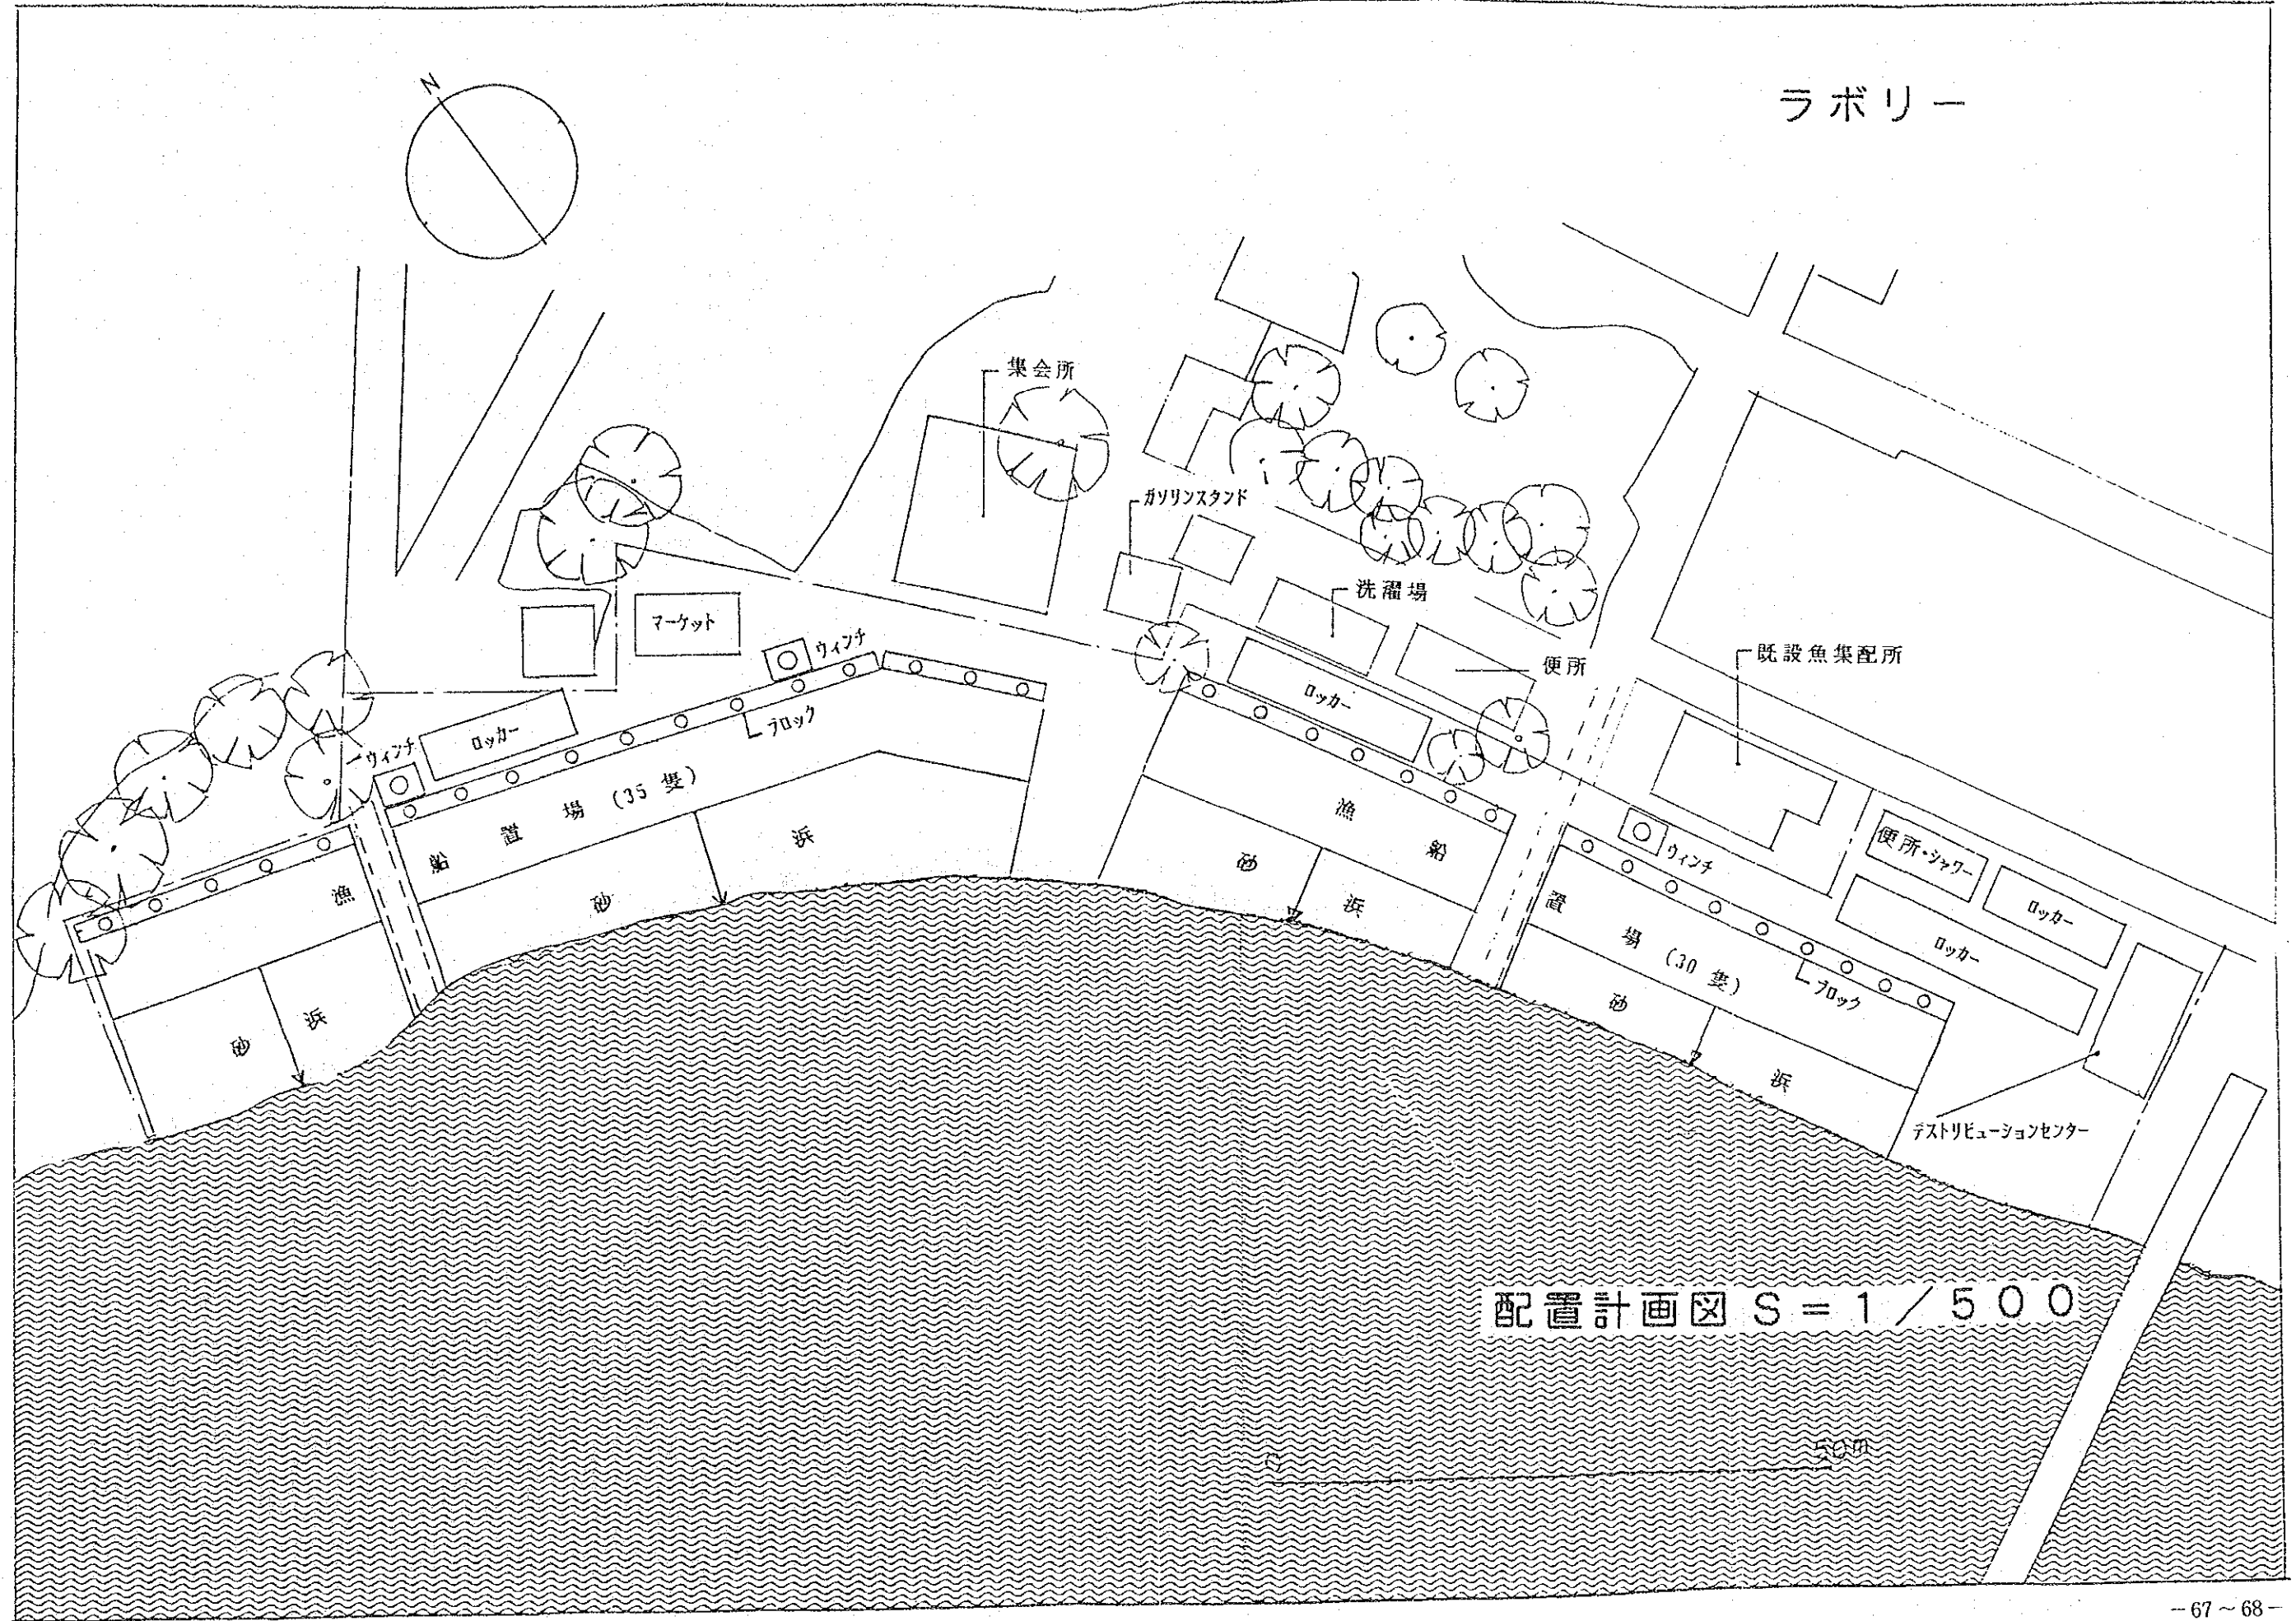 ラボリー
N
集会所
ガソリンスタンド
洗濯場
マーケット
ウィンチ
便所
既設魚集配所
ロッカー
ブロック
ウィンチ
ロッカー
漁船置場(35隻)
漁船置場(30隻)
ウィンチ
便所・シャワー
ロッカー
ロッカー
ブロック
砂浜
砂浜
砂浜
砂浜
デストリビューションセンター
配置計画図 S=1/500
0 50m
-67~68-